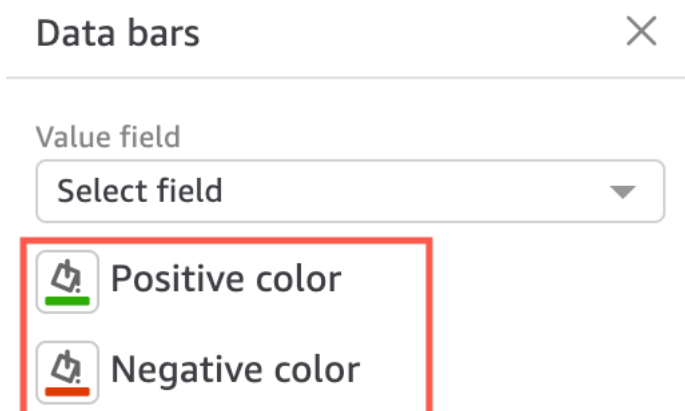 Data bars
Value field
Select field
Positive color
Negative color